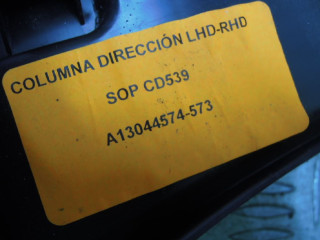 COLUMNA DIRECCIÓN LHD-RHD
SOP CD539
A13044574-573